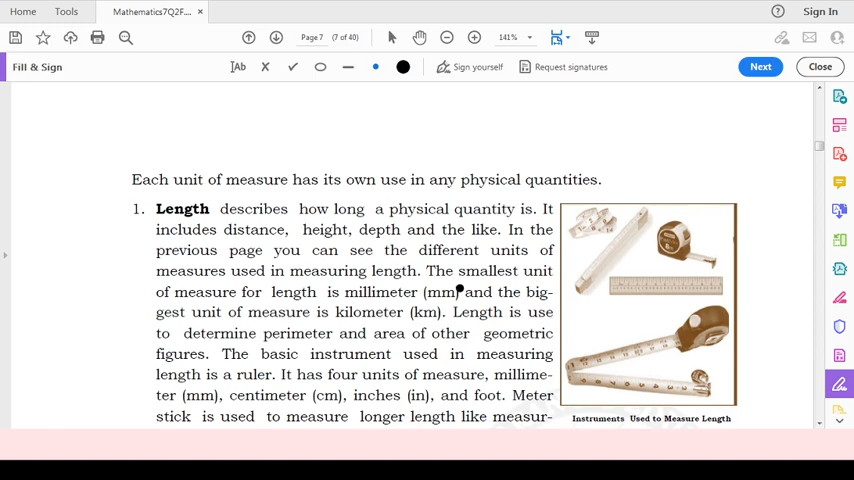 Home Tools Mathematics7Q2F.... × Sign In
Page 7 (7 of 40) 141%
Fill & Sign Ab Sign yourself Request signatures Next Close
Each unit of measure has its own use in any physical quantities.
1. Length describes how long a physical quantity is. It
includes distance, height, depth and the like. In the
previous page you can see the different units of
measures used in measuring length. The smallest unit
of measure for length is millimeter (mm) and the big-
gest unit of measure is kilometer (km). Length is use
to determine perimeter and area of other geometric
figures. The basic instrument used in measuring
length is a ruler. It has four units of measure, millime-
ter (mm), centimeter (cm), inches (in), and foot. Meter
stick is used to measure longer length like measur-
Instruments Used to Measure Length